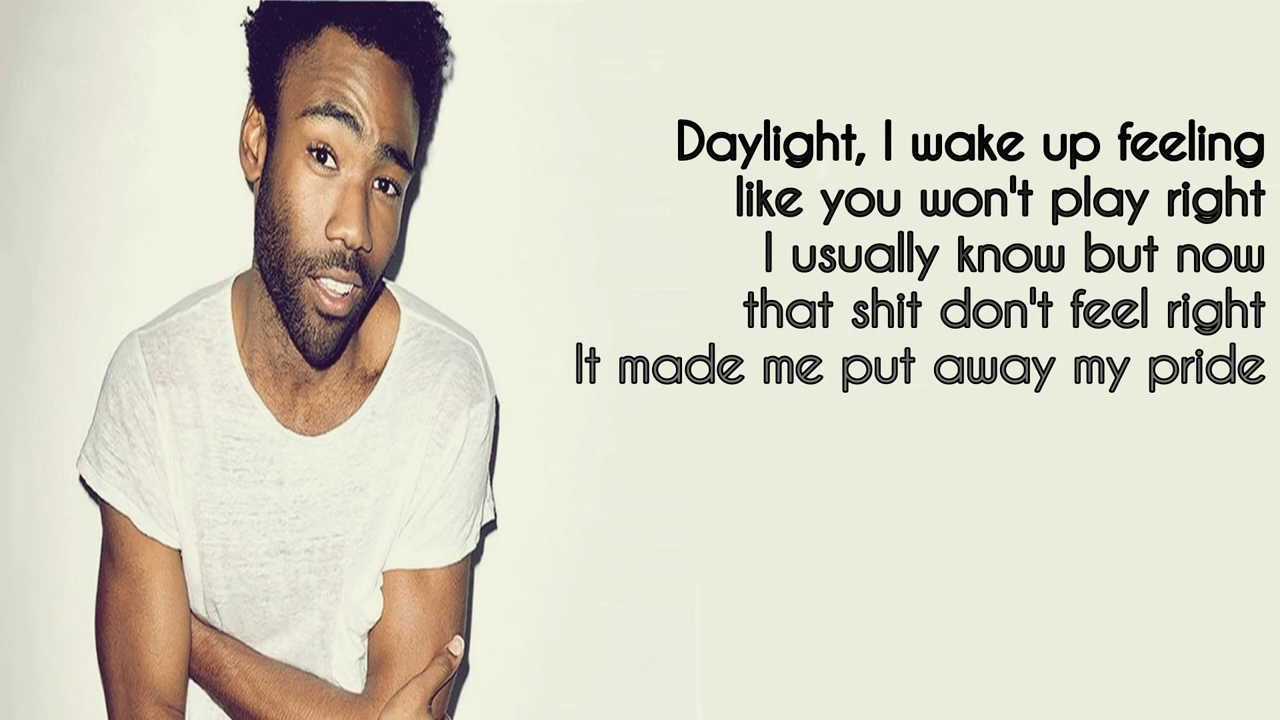 Daylight, I wake up feeling
like you won't play right
I usually know but now
that shit don't feel right
It made me put away my pride